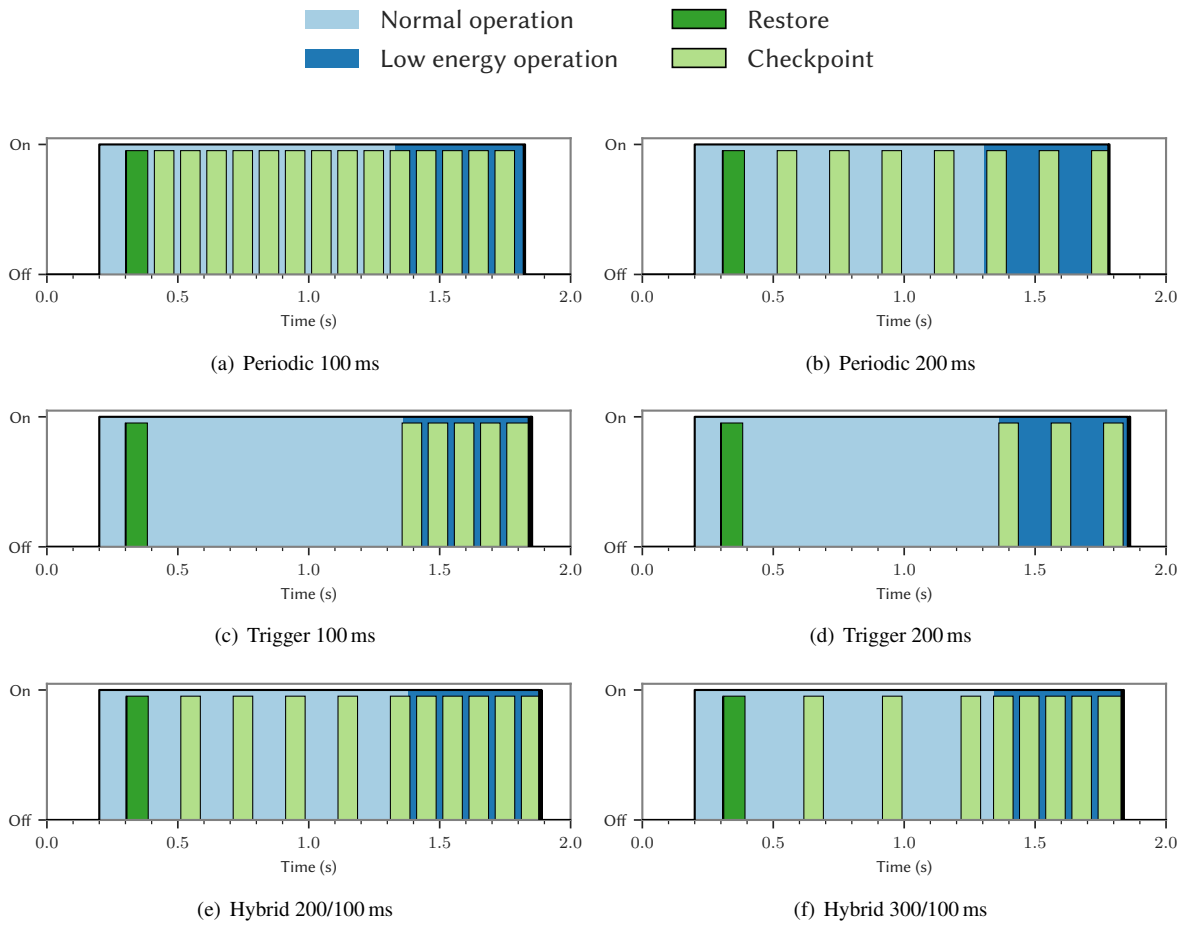 Normal operation
Restore
Low energy operation
Checkpoint
On
Off
0.0 0.5 1.0 1.5 2.0
Time (s)
(a) Periodic 100 ms
On
Off
0.0 0.5 1.0 1.5 2.0
Time (s)
(b) Periodic 200 ms
On
Off
0.0 0.5 1.0 1.5 2.0
Time (s)
(c) Trigger 100 ms
On
Off
0.0 0.5 1.0 1.5 2.0
Time (s)
(d) Trigger 200 ms
On
Off
0.0 0.5 1.0 1.5 2.0
Time (s)
(e) Hybrid 200/100 ms
On
Off
0.0 0.5 1.0 1.5 2.0
Time (s)
(f) Hybrid 300/100 ms